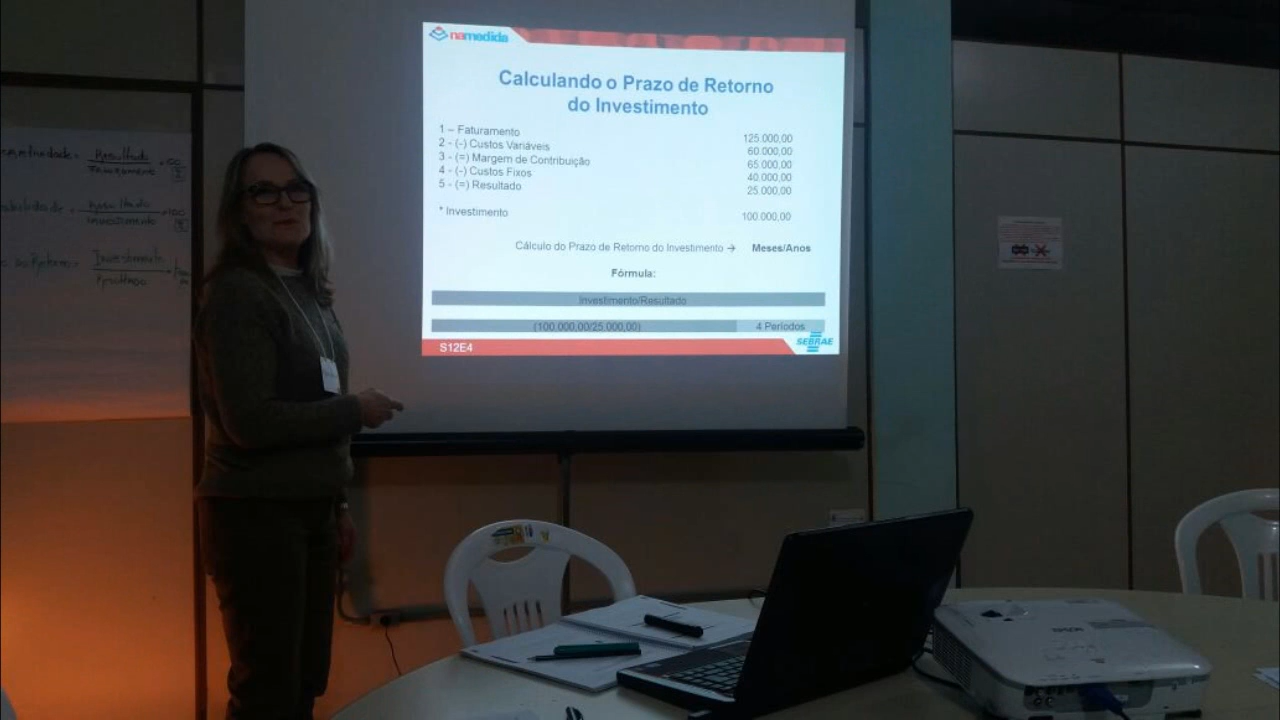 namedida
Calculando o Prazo de Retorno
do Investimento
1 – Faturamento 125.000,00
2 - (-) Custos Variáveis 60.000,00
3 - (=) Margem de Contribuição 65.000,00
4 - (-) Custos Fixos 40.000,00
5 - (=) Resultado 25.000,00
* Investimento 100.000,00
Cálculo do Prazo de Retorno do Investimento → Meses/Anos
Fórmula:
Investimento/Resultado
(100.000,00/25.000,00) 4 Períodos
S12E4
SEBRAE
Resultado
Investimento
Resultado
EPSON